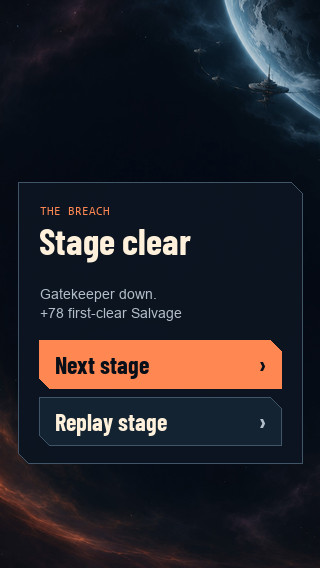 THE BREACH
Stage clear
Gatekeeper down.
+78 first-clear Salvage
Next stage ›
Replay stage ›